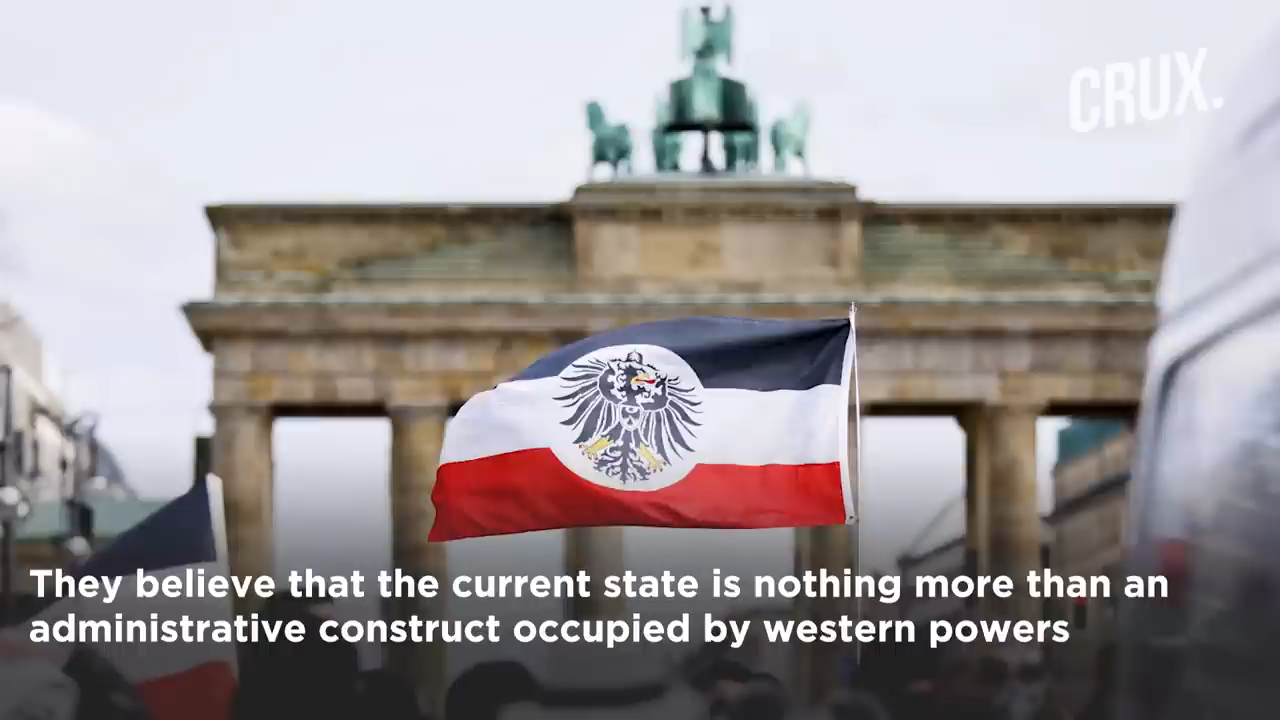 CRUX.
They believe that the current state is nothing more than an
administrative construct occupied by western powers